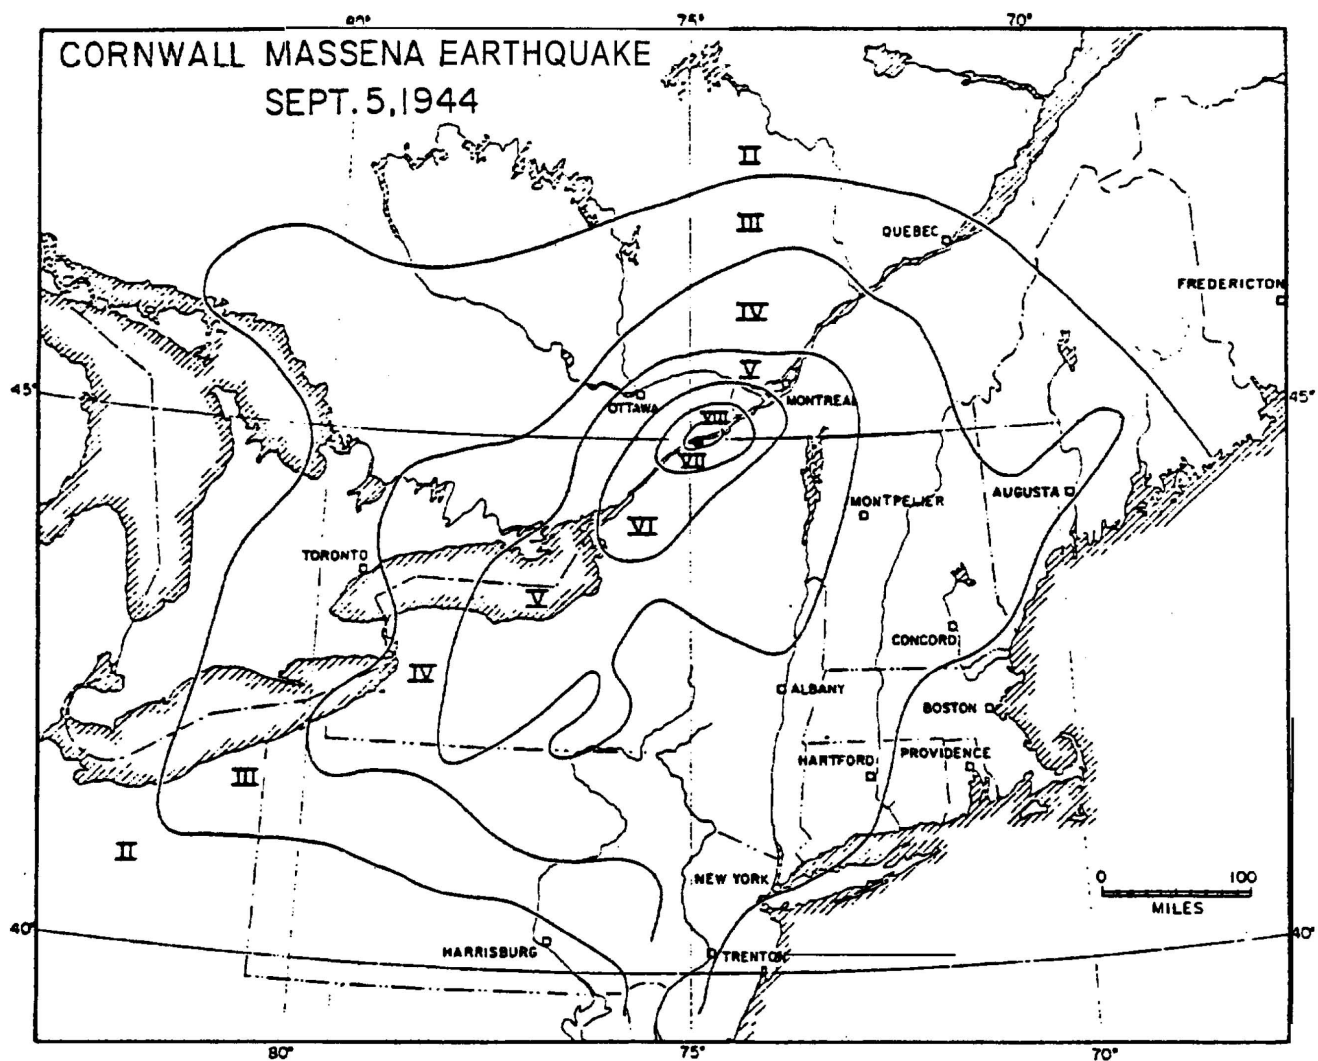 80° 75° 70°
CORNWALL MASSENA EARTHQUAKE
SEPT. 5, 1944
II
III
QUEBEC
FREDERICTON
IV
V
45° 45°
OTTAWA
MONTREAL
VIII
VII
AUGUSTA
MONTPELIER
VI
TORONTO
V
CONCORD
IV
ALBANY
BOSTON
PROVIDENCE
HARTFORD
III
II
NEW YORK
0 100
MILES
40° 40°
HARRISBURG
TRENTON
80° 75° 70°